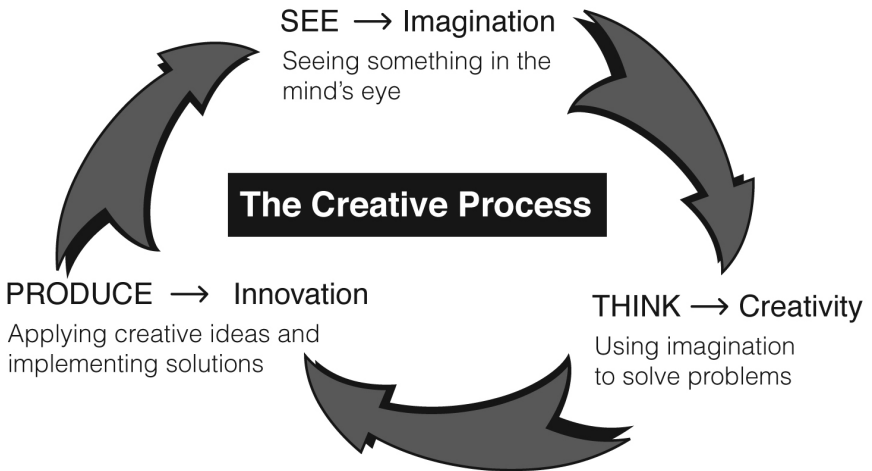 SEE → Imagination
Seeing something in the
mind's eye
The Creative Process
PRODUCE → Innovation
Applying creative ideas and
implementing solutions
THINK → Creativity
Using imagination
to solve problems